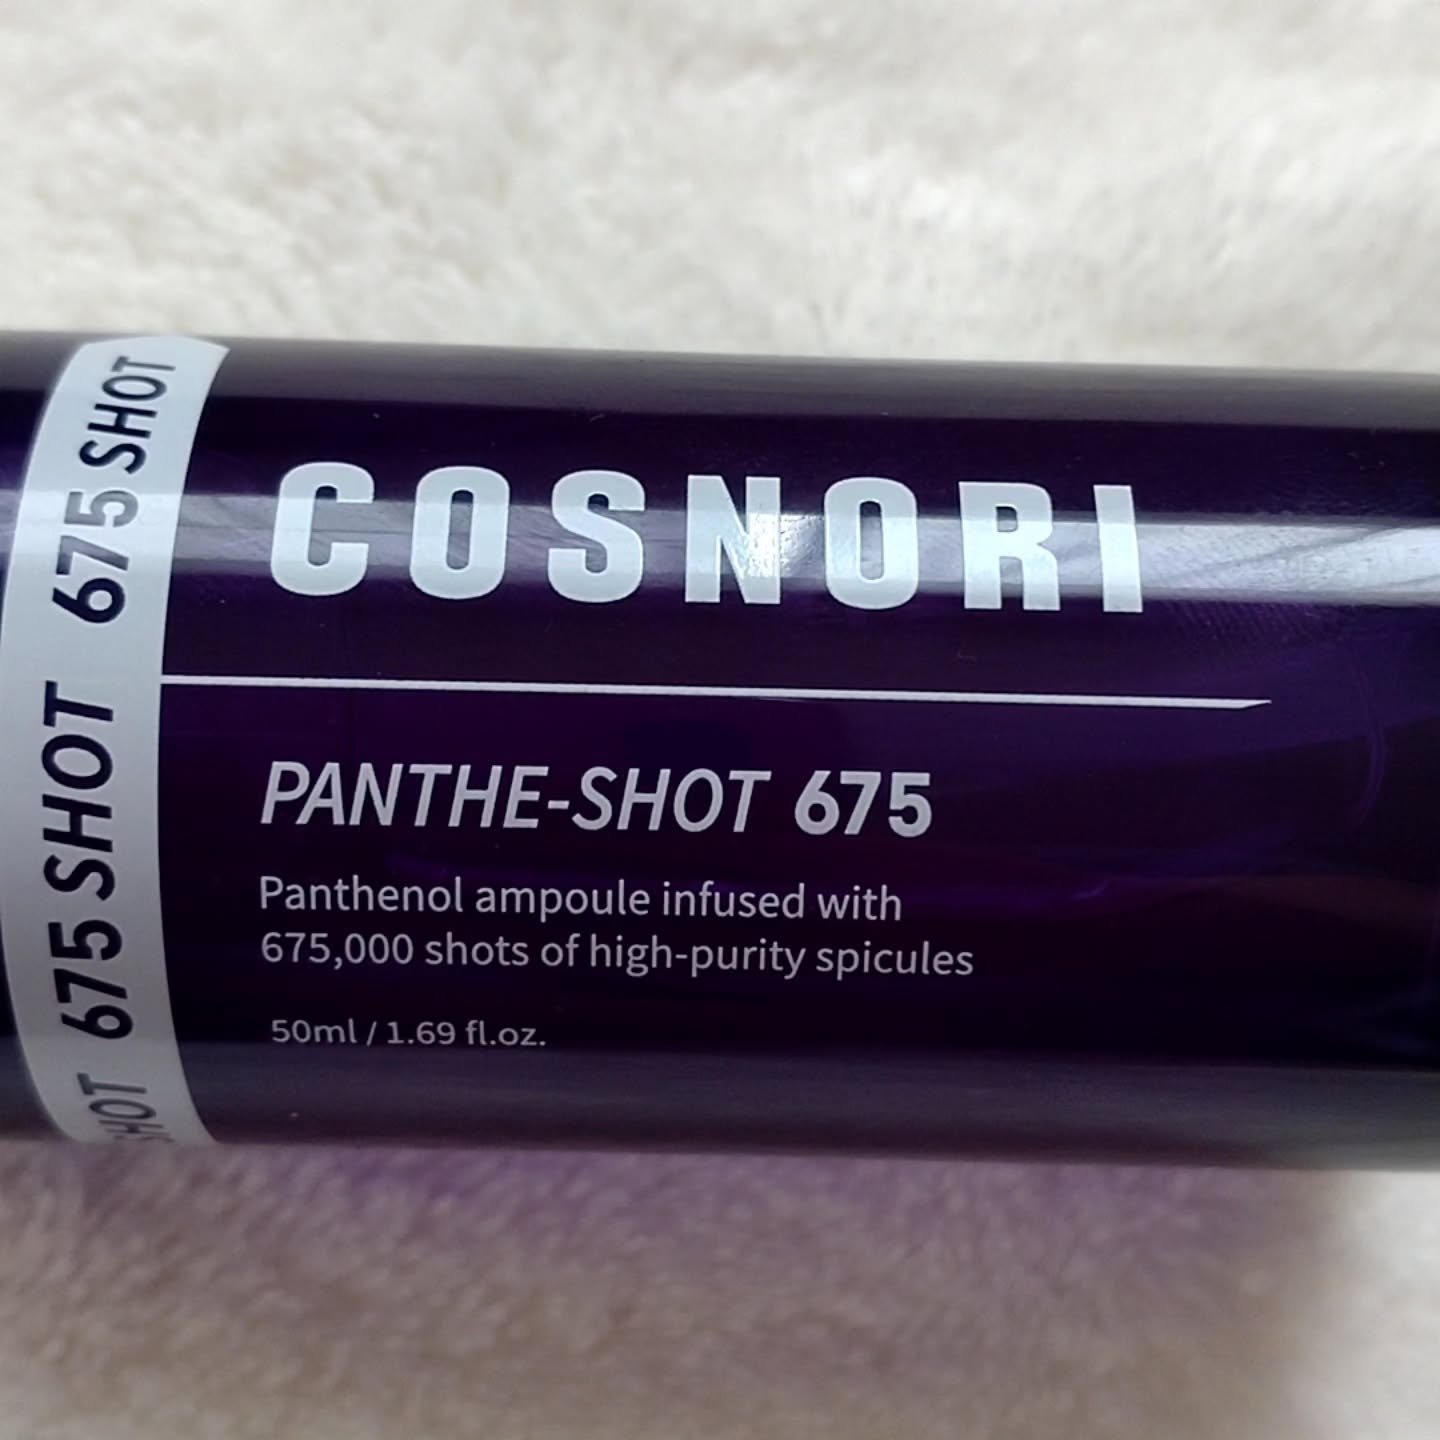 COSNORI
PANTHE-SHOT 675
Panthenol ampoule infused with
675,000 shots of high-purity spicules
50ml / 1.69 fl.oz.
SHOT 675 SHOT 675 SHOT